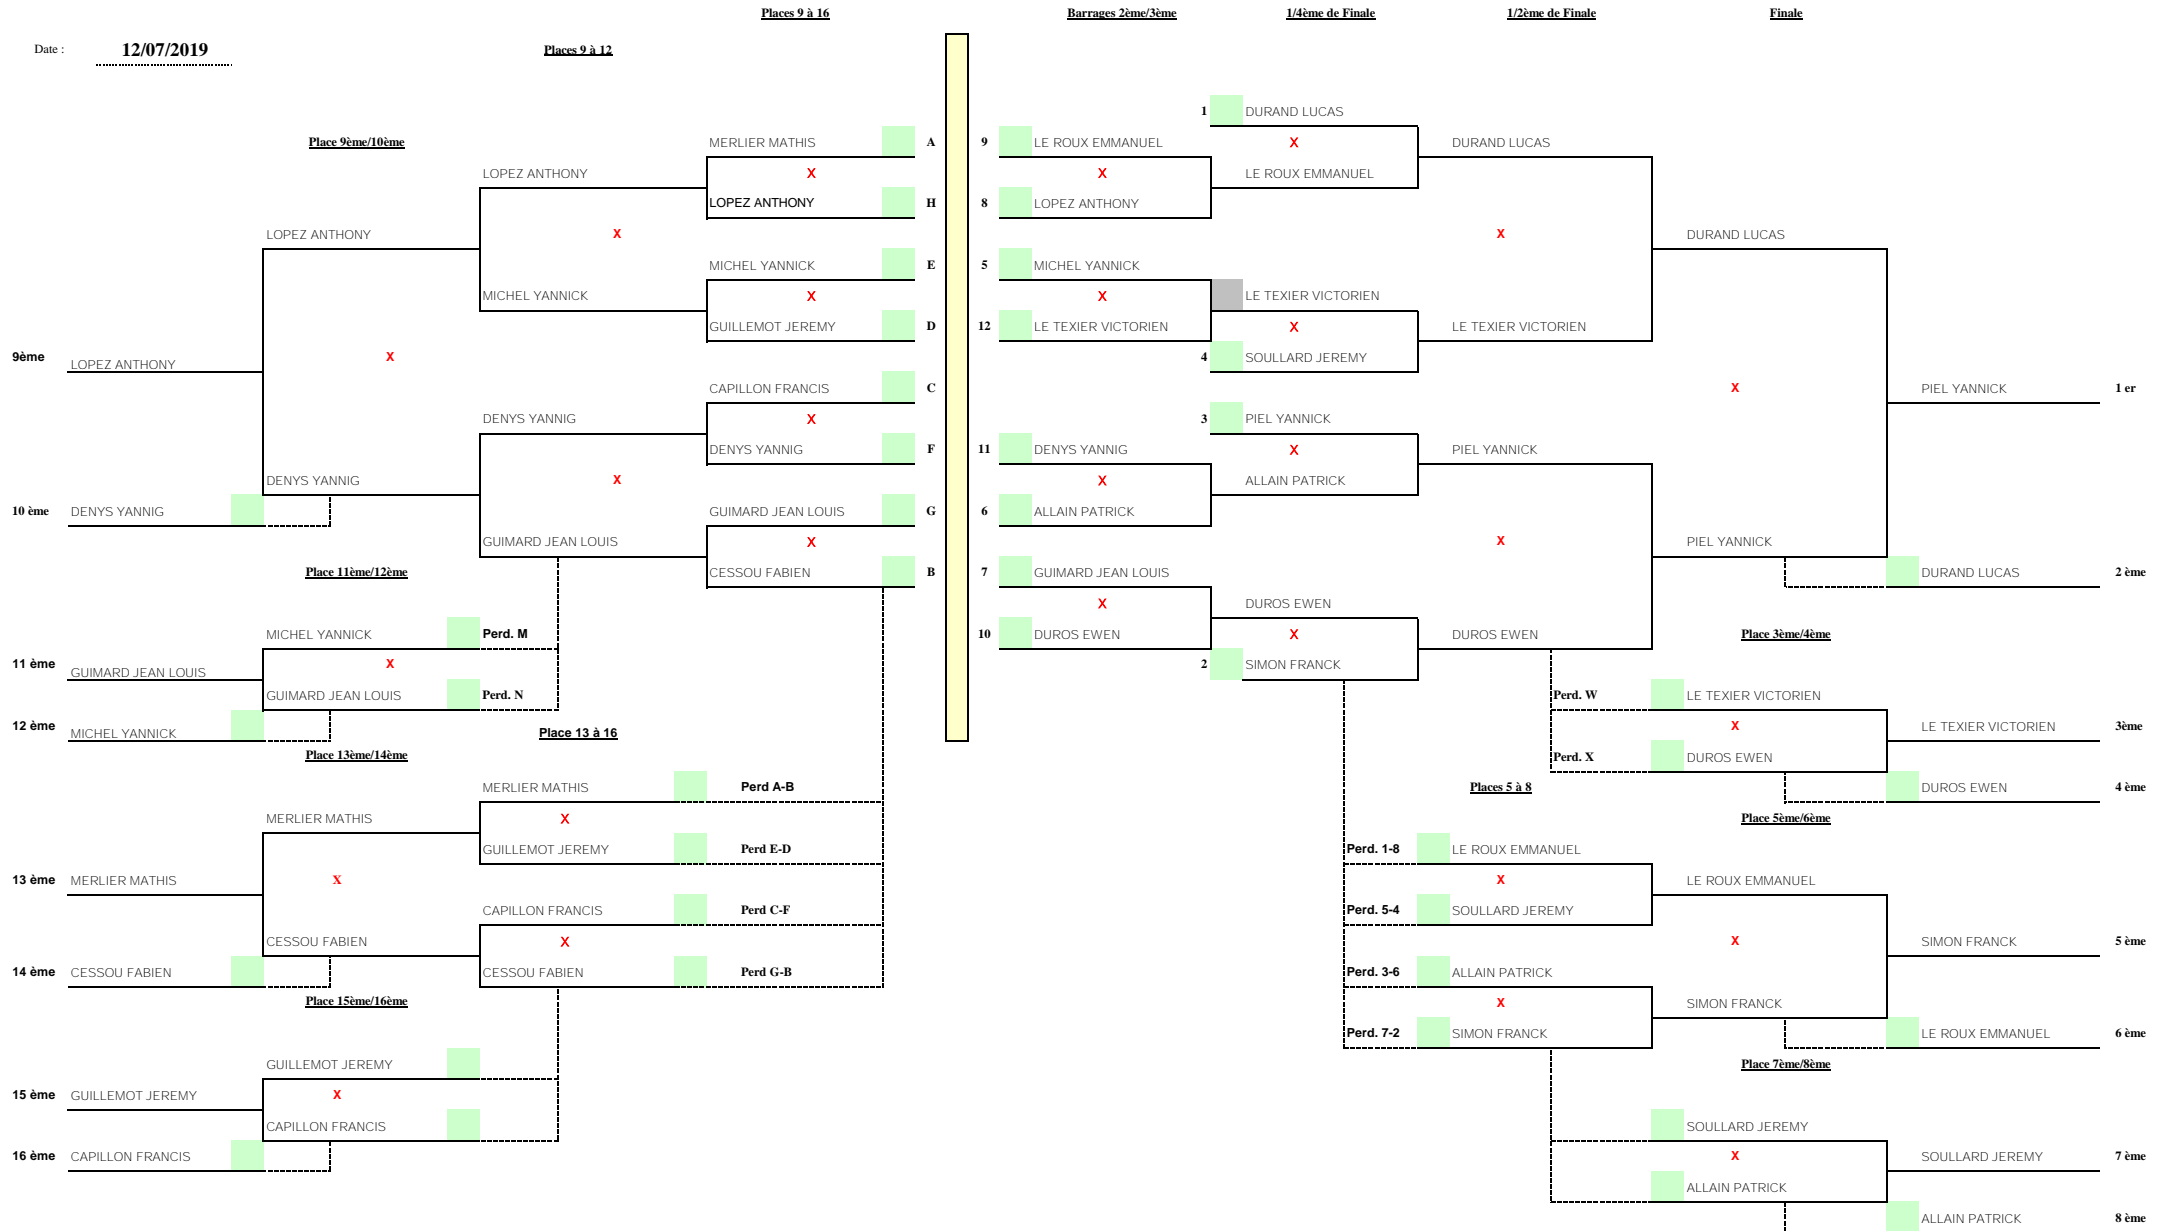 Places 9 à 16 Barrages 2ème/3ème 1/4ème de Finale 1/2ème de Finale Finale
Date : 12/07/2019 Places 9 à 12
1 DURAND LUCAS
Place 9ème/10ème MERLIER MATHIS A 9 LE ROUX EMMANUEL X DURAND LUCAS
LOPEZ ANTHONY X X LE ROUX EMMANUEL
LOPEZ ANTHONY H 8 LOPEZ ANTHONY
LOPEZ ANTHONY X X DURAND LUCAS
MICHEL YANNICK E 5 MICHEL YANNICK
MICHEL YANNICK X X LE TEXIER VICTORIEN
GUILLEMOT JEREMY D 12 LE TEXIER VICTORIEN X LE TEXIER VICTORIEN
9ème LOPEZ ANTHONY X 4 SOULLARD JEREMY
CAPILLON FRANCIS C X PIEL YANNICK 1 er
DENYS YANNIG X 3 PIEL YANNICK
DENYS YANNIG F 11 DENYS YANNIG X PIEL YANNICK
DENYS YANNIG X X ALLAIN PATRICK
10 ème DENYS YANNIG GUIMARD JEAN LOUIS G 6 ALLAIN PATRICK
GUIMARD JEAN LOUIS X X PIEL YANNICK
Place 11ème/12ème CESSOU FABIEN B 7 GUIMARD JEAN LOUIS DURAND LUCAS 2 ème
X DUROS EWEN
MICHEL YANNICK Perd. M 10 DUROS EWEN X DUROS EWEN Place 3ème/4ème
11 ème GUIMARD JEAN LOUIS X 2 SIMON FRANCK
GUIMARD JEAN LOUIS Perd. N Perd. W LE TEXIER VICTORIEN
12 ème MICHEL YANNICK Place 13 à 16 X LE TEXIER VICTORIEN 3ème
Place 13ème/14ème Perd. X DUROS EWEN
MERLIER MATHIS Perd A-B Places 5 à 8 DUROS EWEN 4 ème
MERLIER MATHIS X Place 5ème/6ème
GUILLEMOT JEREMY Perd E-D Perd. 1-8 LE ROUX EMMANUEL
13 ème MERLIER MATHIS X X LE ROUX EMMANUEL
CAPILLON FRANCIS Perd C-F Perd. 5-4 SOULLARD JEREMY
CESSOU FABIEN X X SIMON FRANCK 5 ème
14 ème CESSOU FABIEN CESSOU FABIEN Perd G-B Perd. 3-6 ALLAIN PATRICK
Place 15ème/16ème X SIMON FRANCK
Perd. 7-2 SIMON FRANCK LE ROUX EMMANUEL 6 ème
GUILLEMOT JEREMY Place 7ème/8ème
15 ème GUILLEMOT JEREMY X
CAPILLON FRANCIS SOULLARD JEREMY
16 ème CAPILLON FRANCIS X SOULLARD JEREMY 7 ème
ALLAIN PATRICK
ALLAIN PATRICK 8 ème